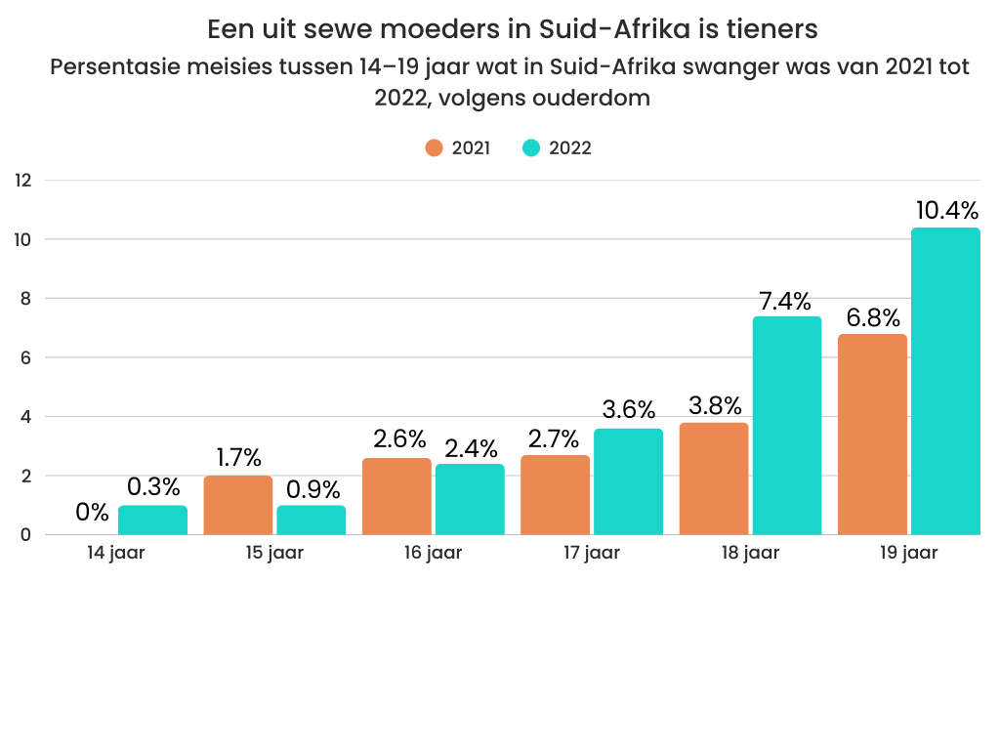 Een uit sewe moeders in Suid-Afrika is tieners
Persentasie meisies tussen 14–19 jaar wat in Suid-Afrika swanger was van 2021 tot
2022, volgens ouderdom
2021 2022
12
10
8
6
4
2
0
0% 0.3% 1.7% 0.9% 2.6% 2.4% 2.7% 3.6% 3.8% 7.4% 6.8% 10.4%
14 jaar 15 jaar 16 jaar 17 jaar 18 jaar 19 jaar